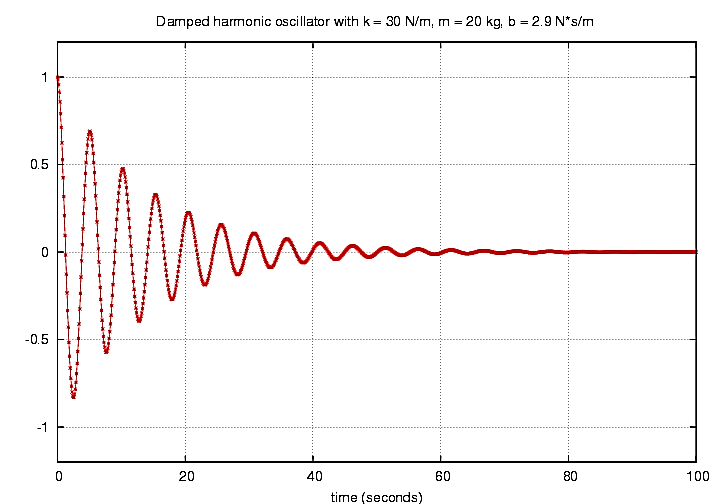 Damped harmonic oscillator with k = 30 N/m, m = 20 kg, b = 2.9 N*s/m
1
0.5
0
-0.5
-1
0 20 40 60 80 100
time (seconds)